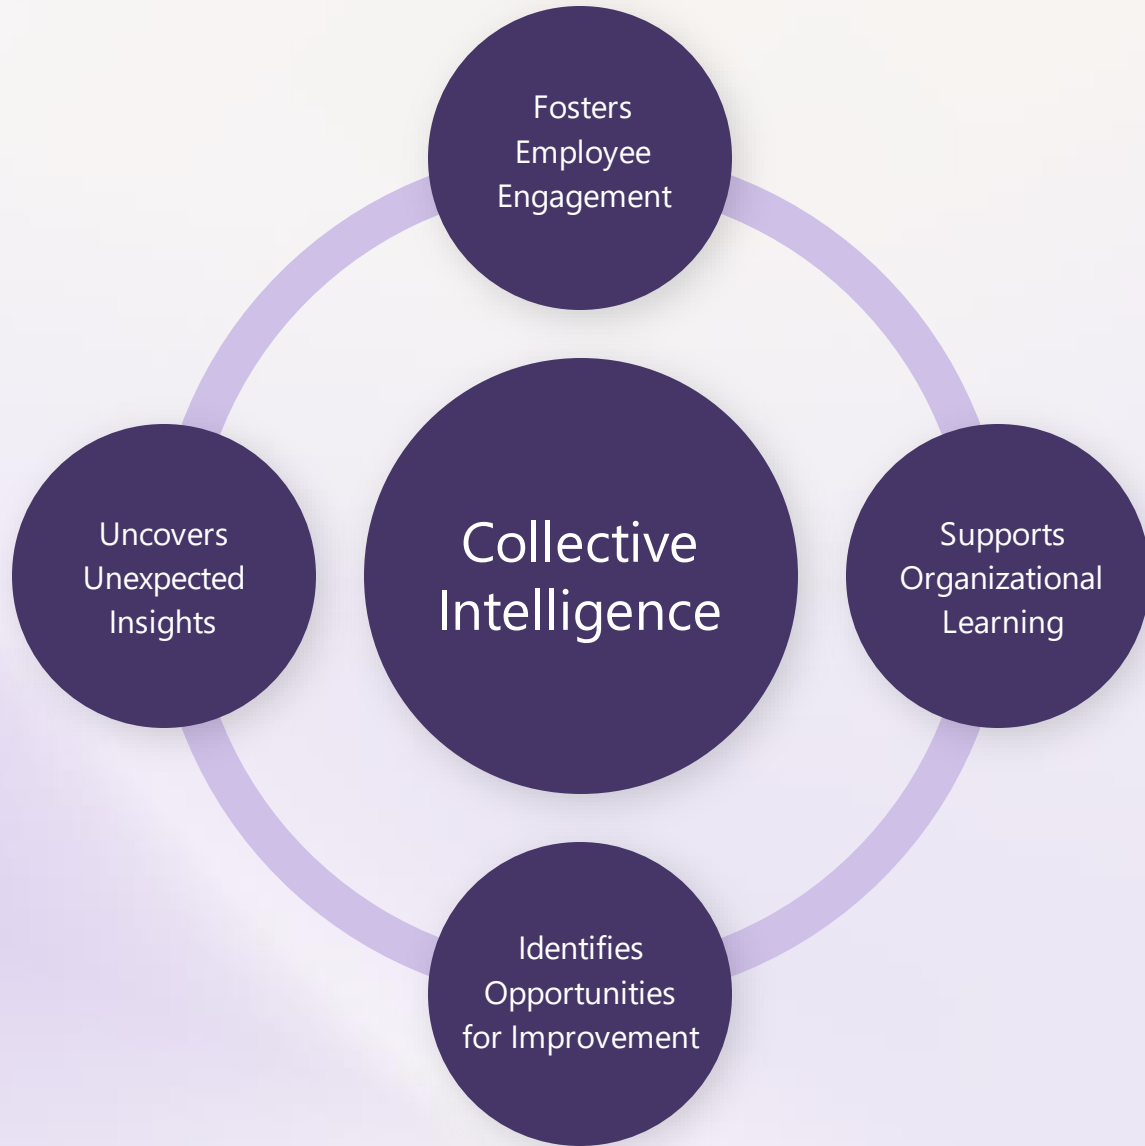 Fosters
Employee
Engagement
Uncovers
Unexpected
Insights
Collective
Intelligence
Supports
Organizational
Learning
Identifies
Opportunities
for Improvement